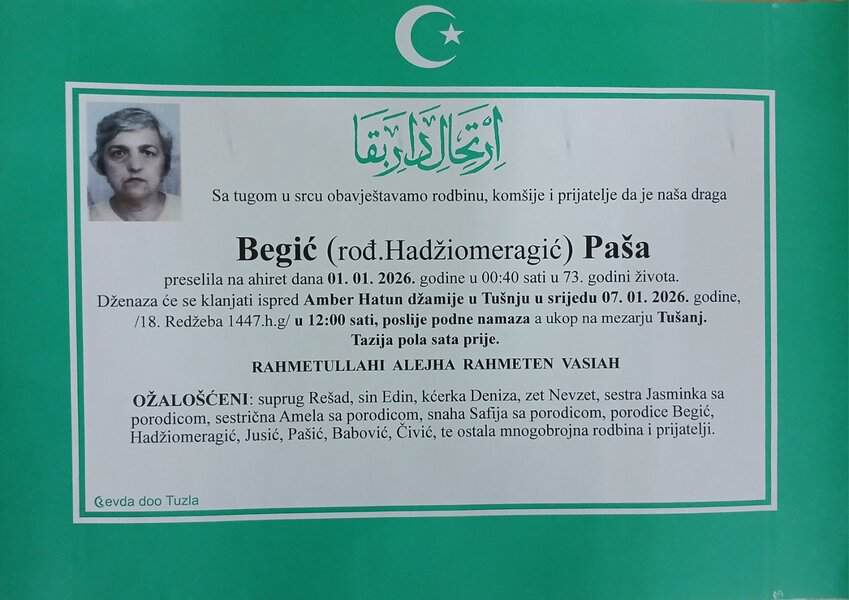 اِرْتِحَالِ دَارِ بَقَا
Sa tugom u srcu obavještavamo rodbinu, komšije i prijatelje da je naša draga
Begić (rođ.Hadžiomeragić) Paša
preselila na ahiret dana 01. 01. 2026. godine u 00:40 sati u 73. godini života.
Dženaza će se klanjati ispred Amber Hatun džamije u Tušnju u srijedu 07. 01. 2026. godine,
/18. Redžeba 1447.h.g/ u 12:00 sati, poslije podne namaza a ukop na mezarju Tušanj.
Tazija pola sata prije.
RAHMETULLAHI ALEJHA RAHMETEN VASIAH
OŽALOŠĆENI: suprug Rešad, sin Edin, kćerka Deniza, zet Nevzet, sestra Jasminka sa
porodicom, sestrična Amela sa porodicom, snaha Safija sa porodicom, porodice Begić,
Hadžiomeragić, Jusić, Pašić, Babović, Čivić, te ostala mnogobrojna rodbina i prijatelji.
doo Tuzla